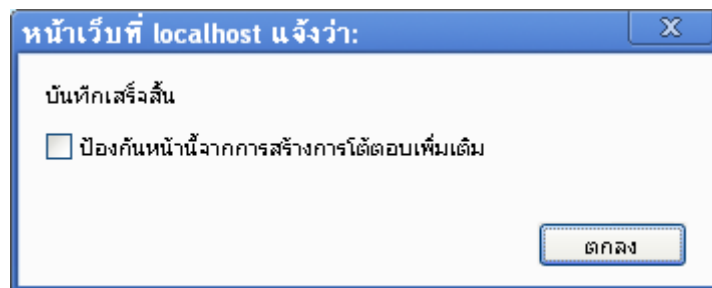 หน้าเว็บที่ localhost แจ้งว่า:
บันทึกเสร็จสิ้น
ป้องกันหน้านี้จากการสร้างการโต้ตอบเพิ่มเติม
ตกลง